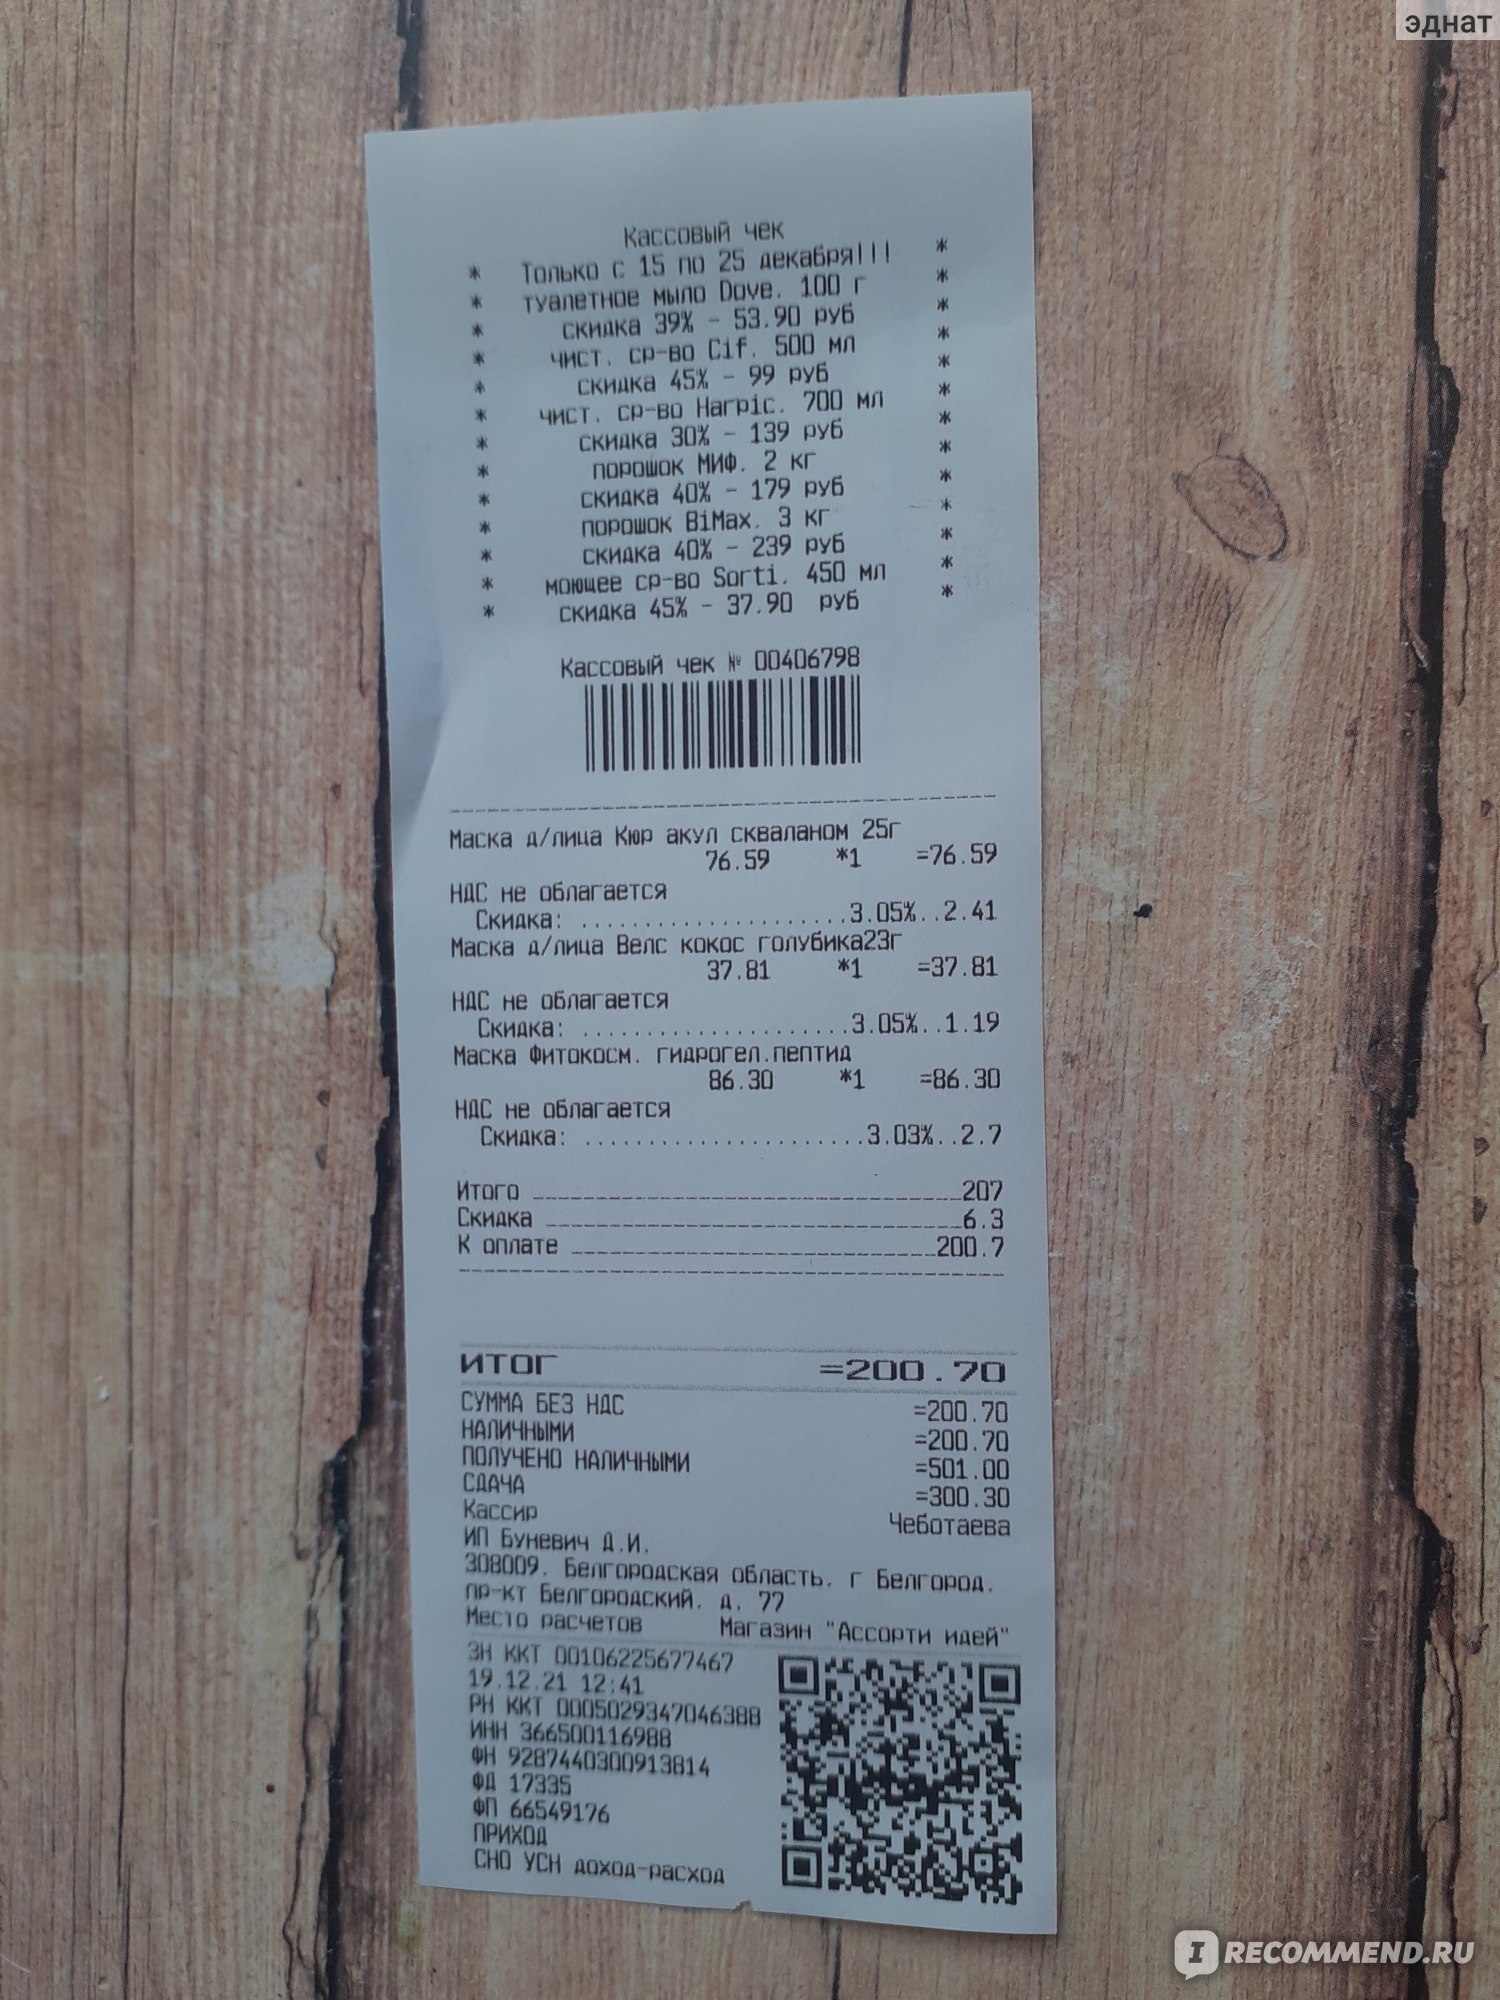 эднат
Кассовый чек
* Только с 15 по 25 декабря!!! *
* туалетное мыло Dove. 100 г *
* скидка 39% - 53.90 руб *
* чист. ср-во Cif. 500 мл *
* скидка 45% - 99 руб *
* чист. ср-во Harpic. 700 мл *
* скидка 30% - 139 руб *
* порошок МИФ. 2 кг *
* скидка 40% - 179 руб *
* порошок BiMax. 3 кг *
* скидка 40% - 239 руб *
* моющее ср-во Sorti. 450 мл *
* скидка 45% - 37.90 руб *
Кассовый чек № 00406798
Маска д/лица Кюр акул скваланом 25г
76.59 *1 =76.59
НДС не облагается
Скидка: .....................3.05%..2.41
Маска д/лица Велс кокос голубика23г
37.81 *1 =37.81
НДС не облагается
Скидка: .....................3.05%..1.19
Маска Фитокосм. гидрогел.пептид
86.30 *1 =86.30
НДС не облагается
Скидка: ......................3.03%..2.7
Итого 207
Скидка 6.3
К оплате 200.7
ИТОГ =200.70
СУММА БЕЗ НДС =200.70
НАЛИЧНЫМИ =200.70
ПОЛУЧЕНО НАЛИЧНЫМИ =501.00
СДАЧА =300.30
Кассир Чеботаева
ИП Буневич Д.И.
308009. Белгородская область. г Белгород.
пр-кт Белгородский. д. 77
Место расчетов Магазин "Ассорти идей"
ЗН ККТ 00106225677467
19.12.21 12:41
РН ККТ 0005029347046388
ИНН 366500116988
ФН 9287440300913814
ФД 17335
ФП 66549176
ПРИХОД
СНО УСН доход-расход
IRECOMMEND.RU